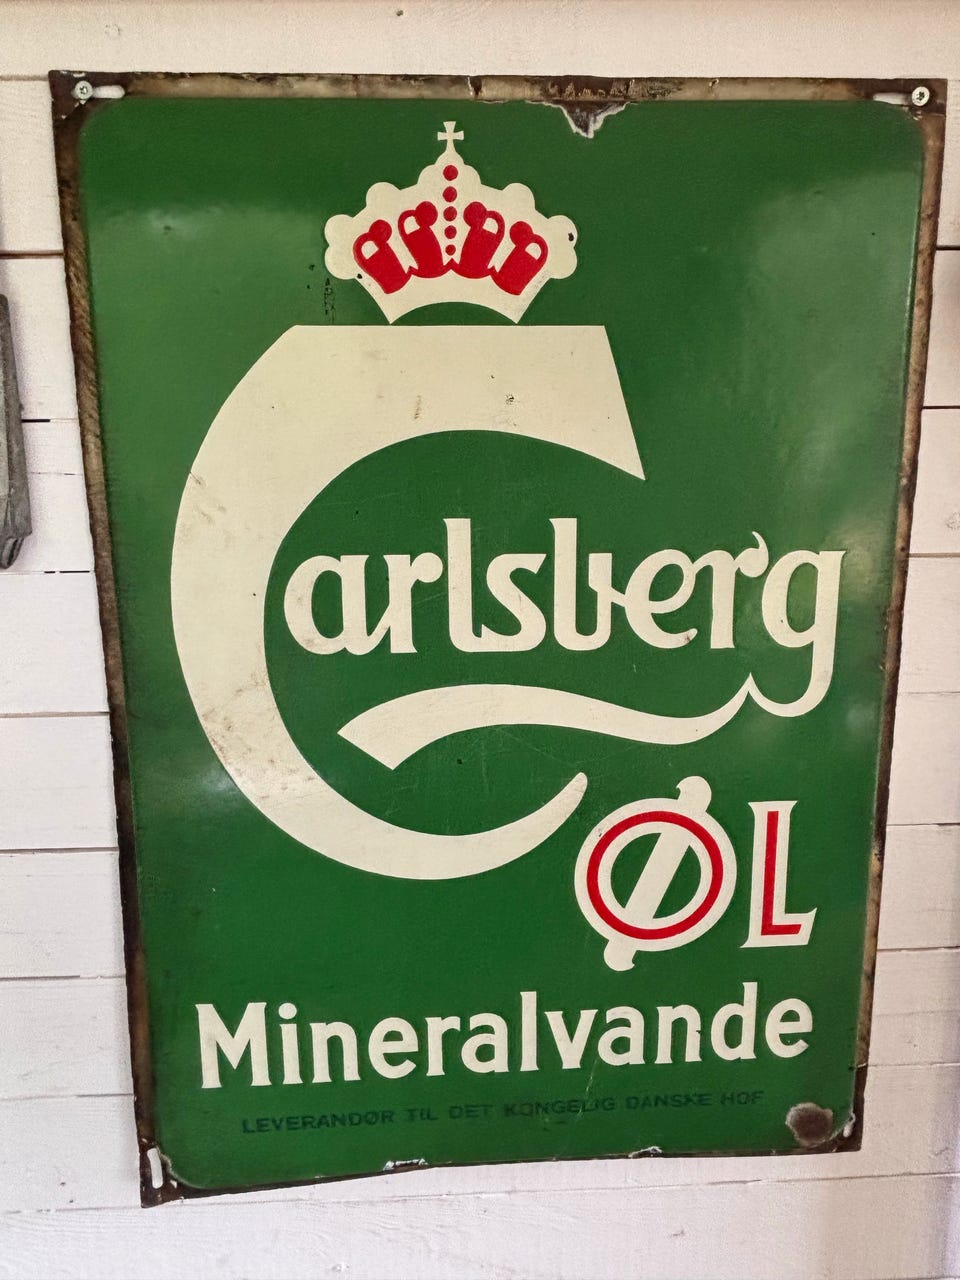 Carlsberg
ØL
Mineralvande
LEVERANDØR TIL DET KONGELIG DANSKE HOF